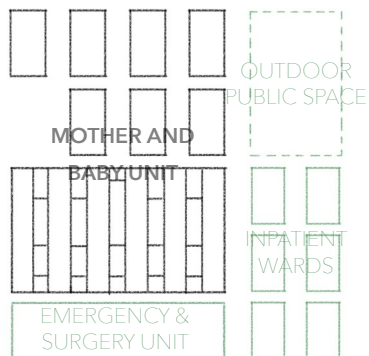 OUTDOOR
PUBLIC SPACE
MOTHER AND
BABY UNIT
INPATIENT
WARDS
EMERGENCY &
SURGERY UNIT